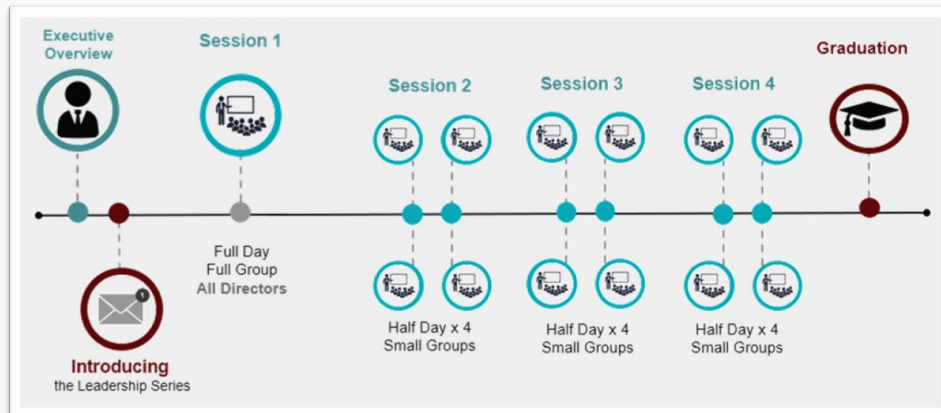 Executive
Overview
Session 1
Session 2
Session 3
Session 4
Graduation
1
Full Day
Full Group
All Directors
Introducing
the Leadership Series
Half Day x 4
Small Groups
Half Day x 4
Small Groups
Half Day x 4
Small Groups